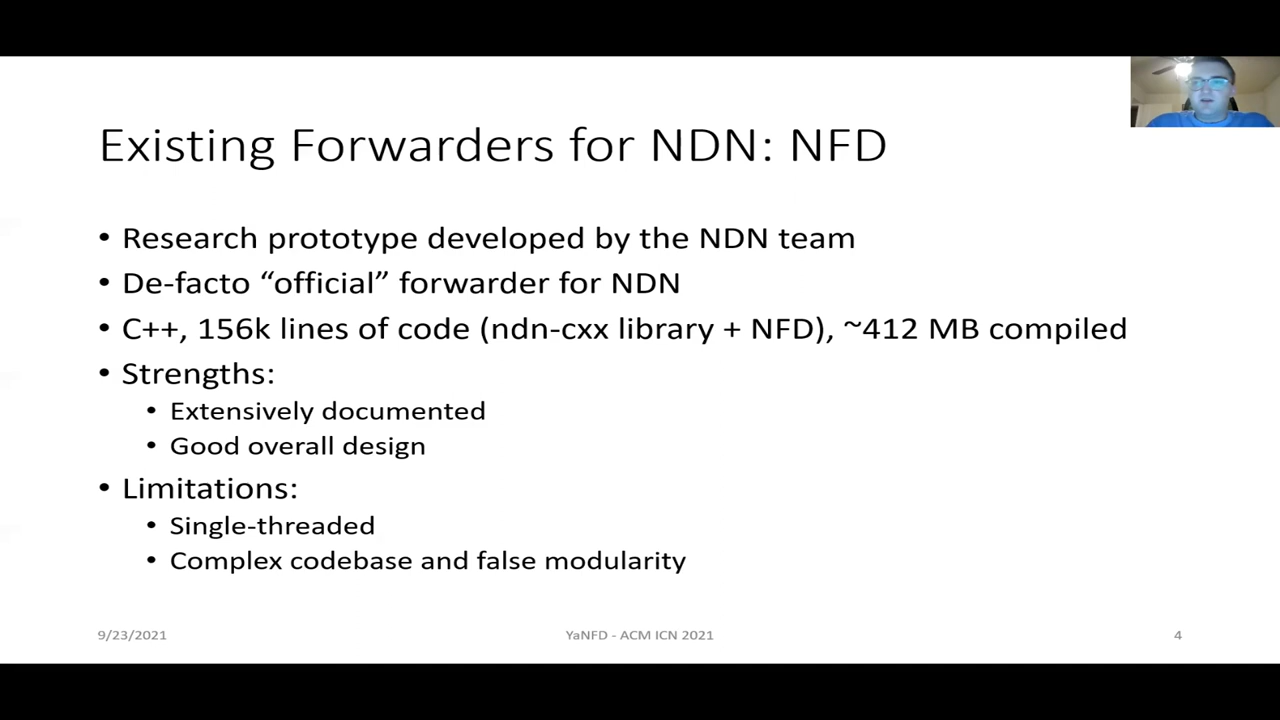 Existing Forwarders for NDN: NFD
• Research prototype developed by the NDN team
• De-facto “official” forwarder for NDN
• C++, 156k lines of code (ndn-cxx library + NFD), ~412 MB compiled
• Strengths:
• Extensively documented
• Good overall design
• Limitations:
• Single-threaded
• Complex codebase and false modularity
9/23/2021
YaNFD - ACM ICN 2021
4